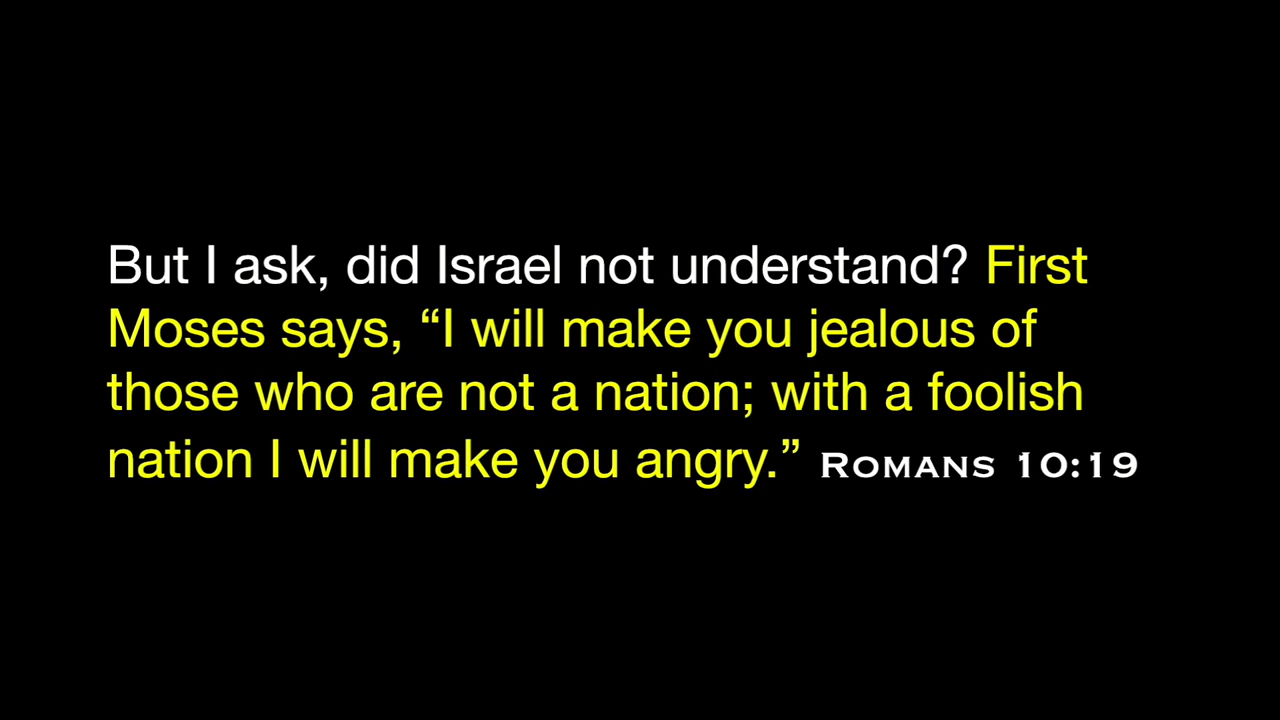 But I ask, did Israel not understand? First
Moses says, “I will make you jealous of
those who are not a nation; with a foolish
nation I will make you angry.” Romans 10:19